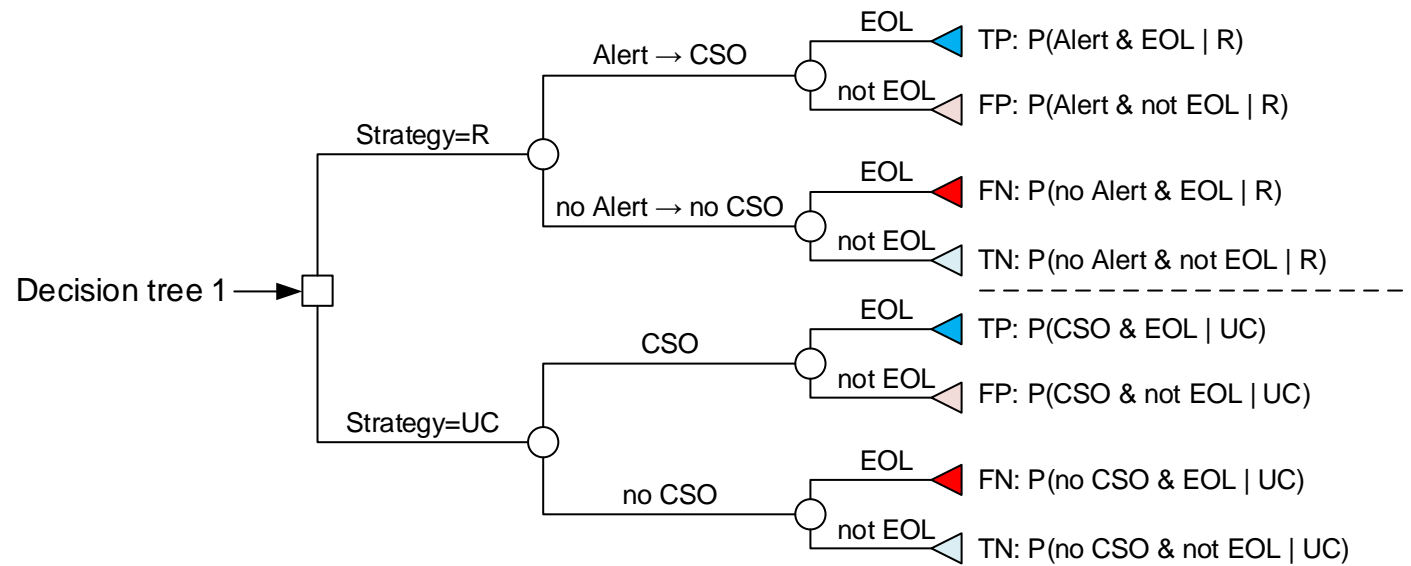 EOL
TP: P(Alert & EOL | R)
Alert → CSO
not EOL
FP: P(Alert & not EOL | R)
Strategy=R
EOL
FN: P(no Alert & EOL | R)
no Alert → no CSO
not EOL
TN: P(no Alert & not EOL | R)
Decision tree 1
EOL
TP: P(CSO & EOL | UC)
CSO
not EOL
FP: P(CSO & not EOL | UC)
Strategy=UC
EOL
FN: P(no CSO & EOL | UC)
no CSO
not EOL
TN: P(no CSO & not EOL | UC)